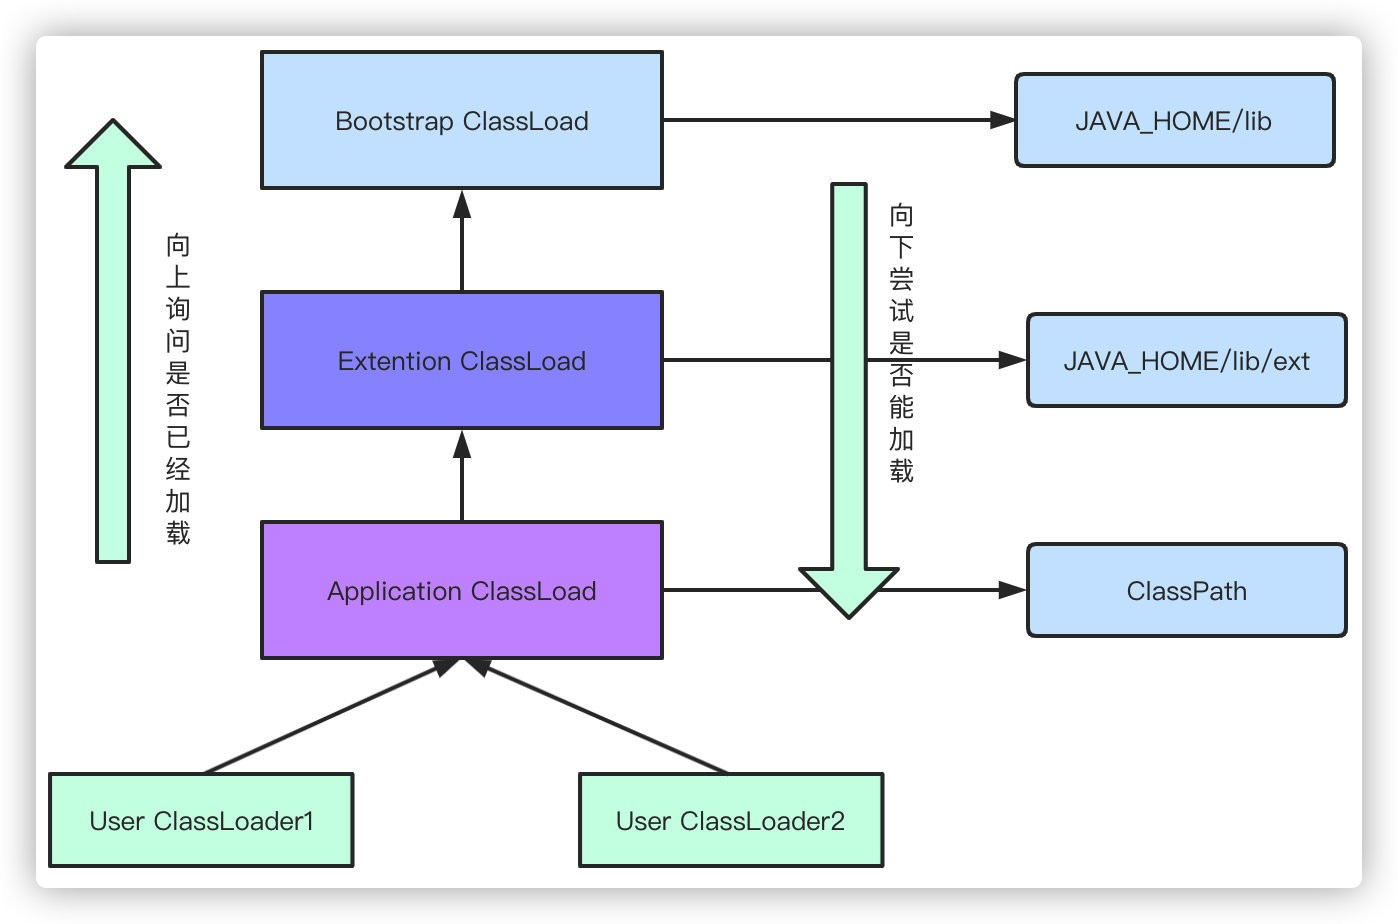 Bootstrap ClassLoad
JAVA_HOME/lib
向上询问是否已经加载
向下尝试是否能加载
Extention ClassLoad
JAVA_HOME/lib/ext
Application ClassLoad
ClassPath
User ClassLoader1
User ClassLoader2